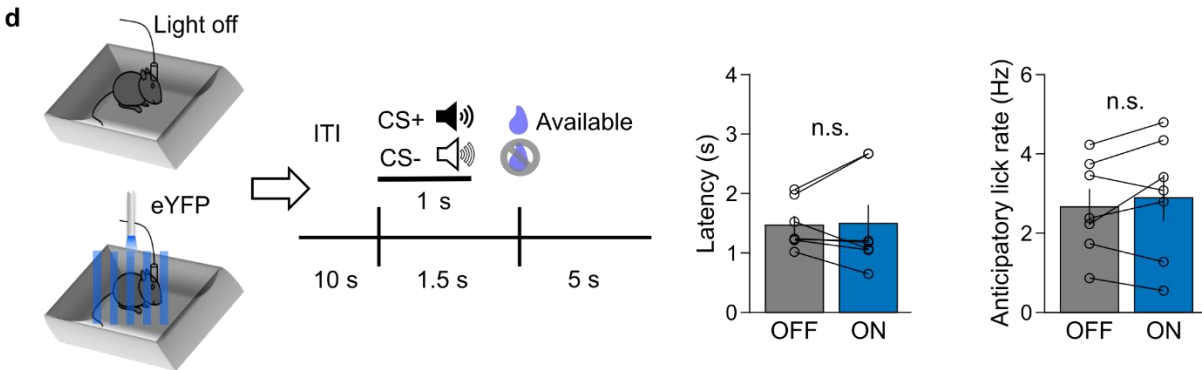 d
Light off
eYFP
ITI
CS+
CS-
Available
1 s
10 s
1.5 s
5 s
Latency (s)
4
3
2
1
0
n.s.
OFF
ON
Anticipatory lick rate (Hz)
6
4
2
0
n.s.
OFF
ON